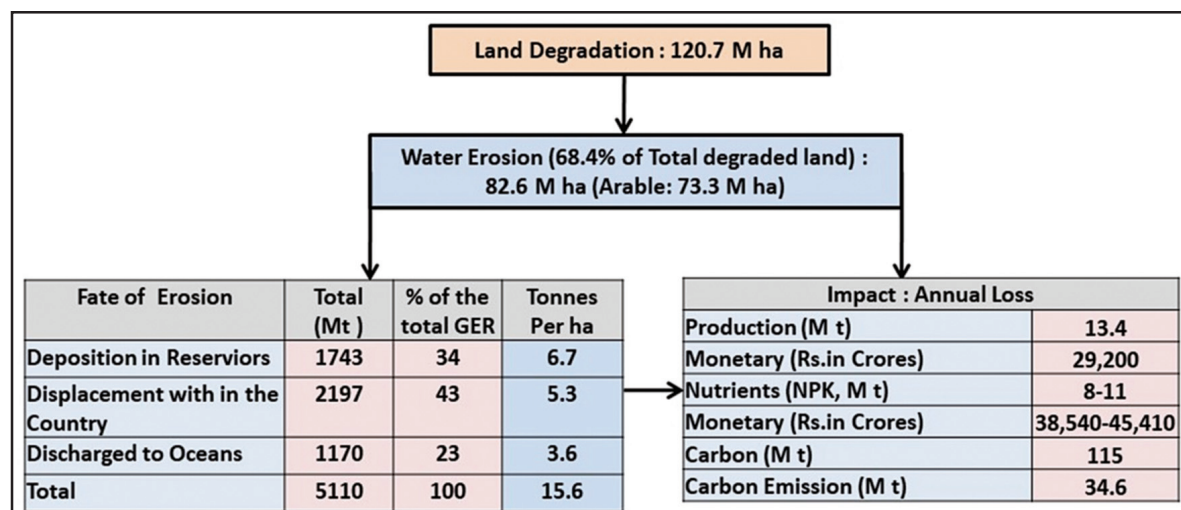 Land Degradation : 120.7 M ha
Water Erosion (68.4% of Total degraded land) :
82.6 M ha (Arable: 73.3 M ha)
Fate of Erosion Total (Mt ) % of the total GER Tonnes Per ha
Deposition in Reserviors 1743 34 6.7
Displacement with in the Country 2197 43 5.3
Discharged to Oceans 1170 23 3.6
Total 5110 100 15.6
Impact : Annual Loss
Production (M t) 13.4
Monetary (Rs.in Crores) 29,200
Nutrients (NPK, M t) 8-11
Monetary (Rs.in Crores) 38,540-45,410
Carbon (M t) 115
Carbon Emission (M t) 34.6